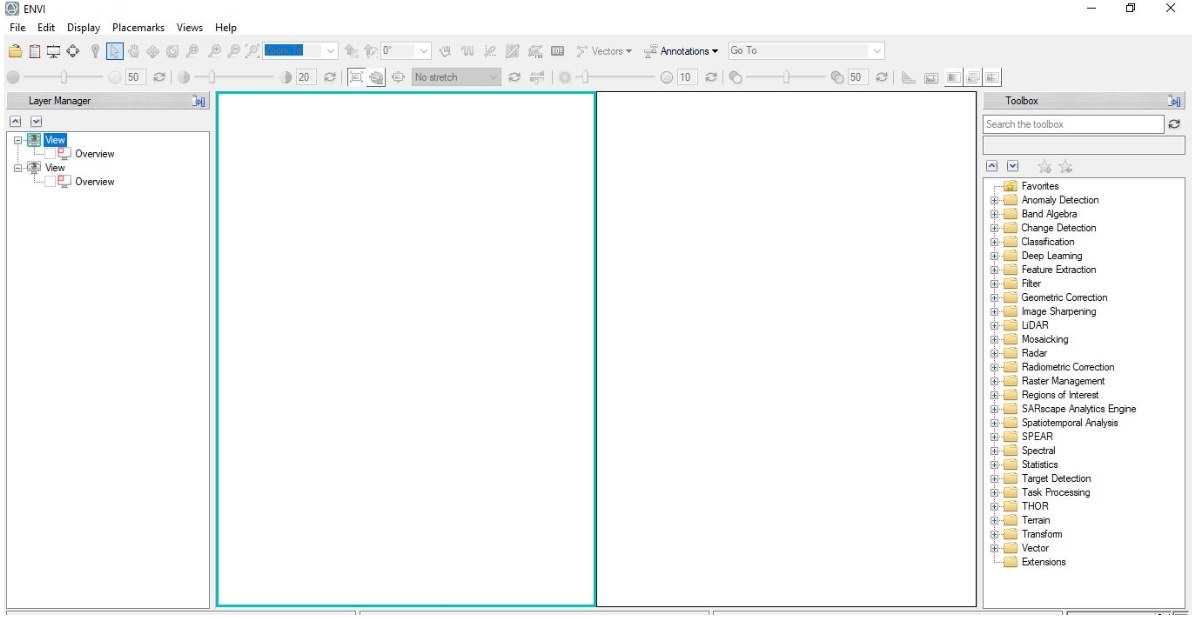 ENVI
File Edit Display Placemarks Views Help
0° Vectors Annotations Go To
50 20 No stretch 10 50
Layer Manager
View
Overview
View
Overview
Toolbox
Search the toolbox
Favorites
Anomaly Detection
Band Algebra
Change Detection
Classification
Deep Learning
Feature Extraction
Filter
Geometric Correction
Image Sharpening
LiDAR
Mosaicking
Radar
Radiometric Correction
Raster Management
Regions of Interest
SARscape Analytics Engine
Spatiotemporal Analysis
SPEAR
Spectral
Statistics
Target Detection
Task Processing
THOR
Terrain
Transform
Vector
Extensions